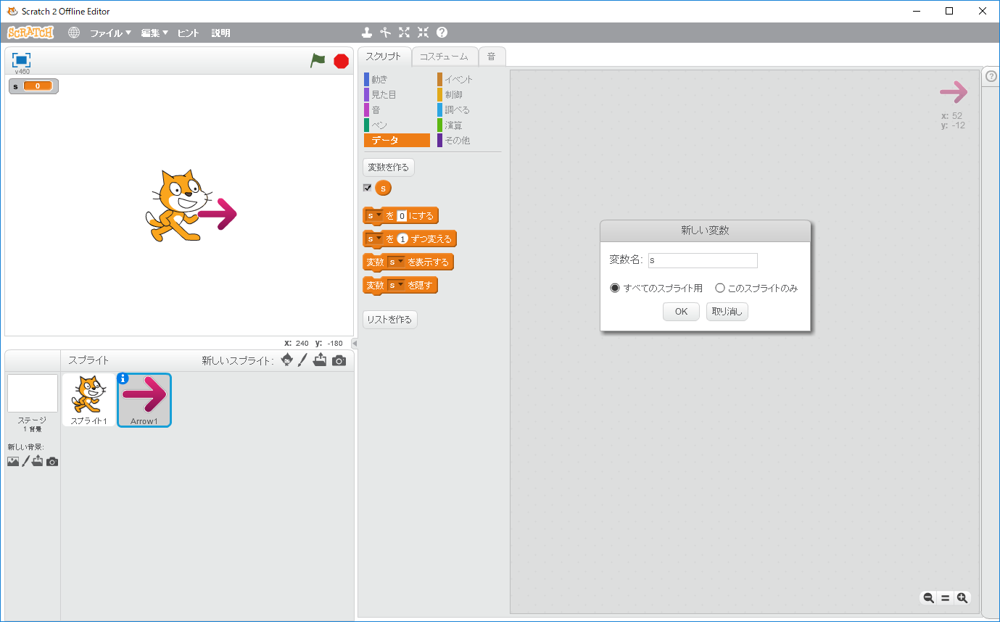 Scratch 2 Offline Editor
SCRATCH ファイル 編集 ヒント 説明
v460
s 0
x: 240 y: -180
スプライト 新しいスプライト:
ステージ
1 背景
新しい背景:
スプライト1
Arrow1
スクリプト コスチューム 音
動き イベント
見た目 制御
音 調べる
ペン 演算
データ その他
変数を作る
s
s を 0 にする
s を 1 ずつ変える
変数 s を表示する
変数 s を隠す
リストを作る
x: 52
y: -12
新しい変数
変数名: s
すべてのスプライト用 このスプライトのみ
OK 取り消し